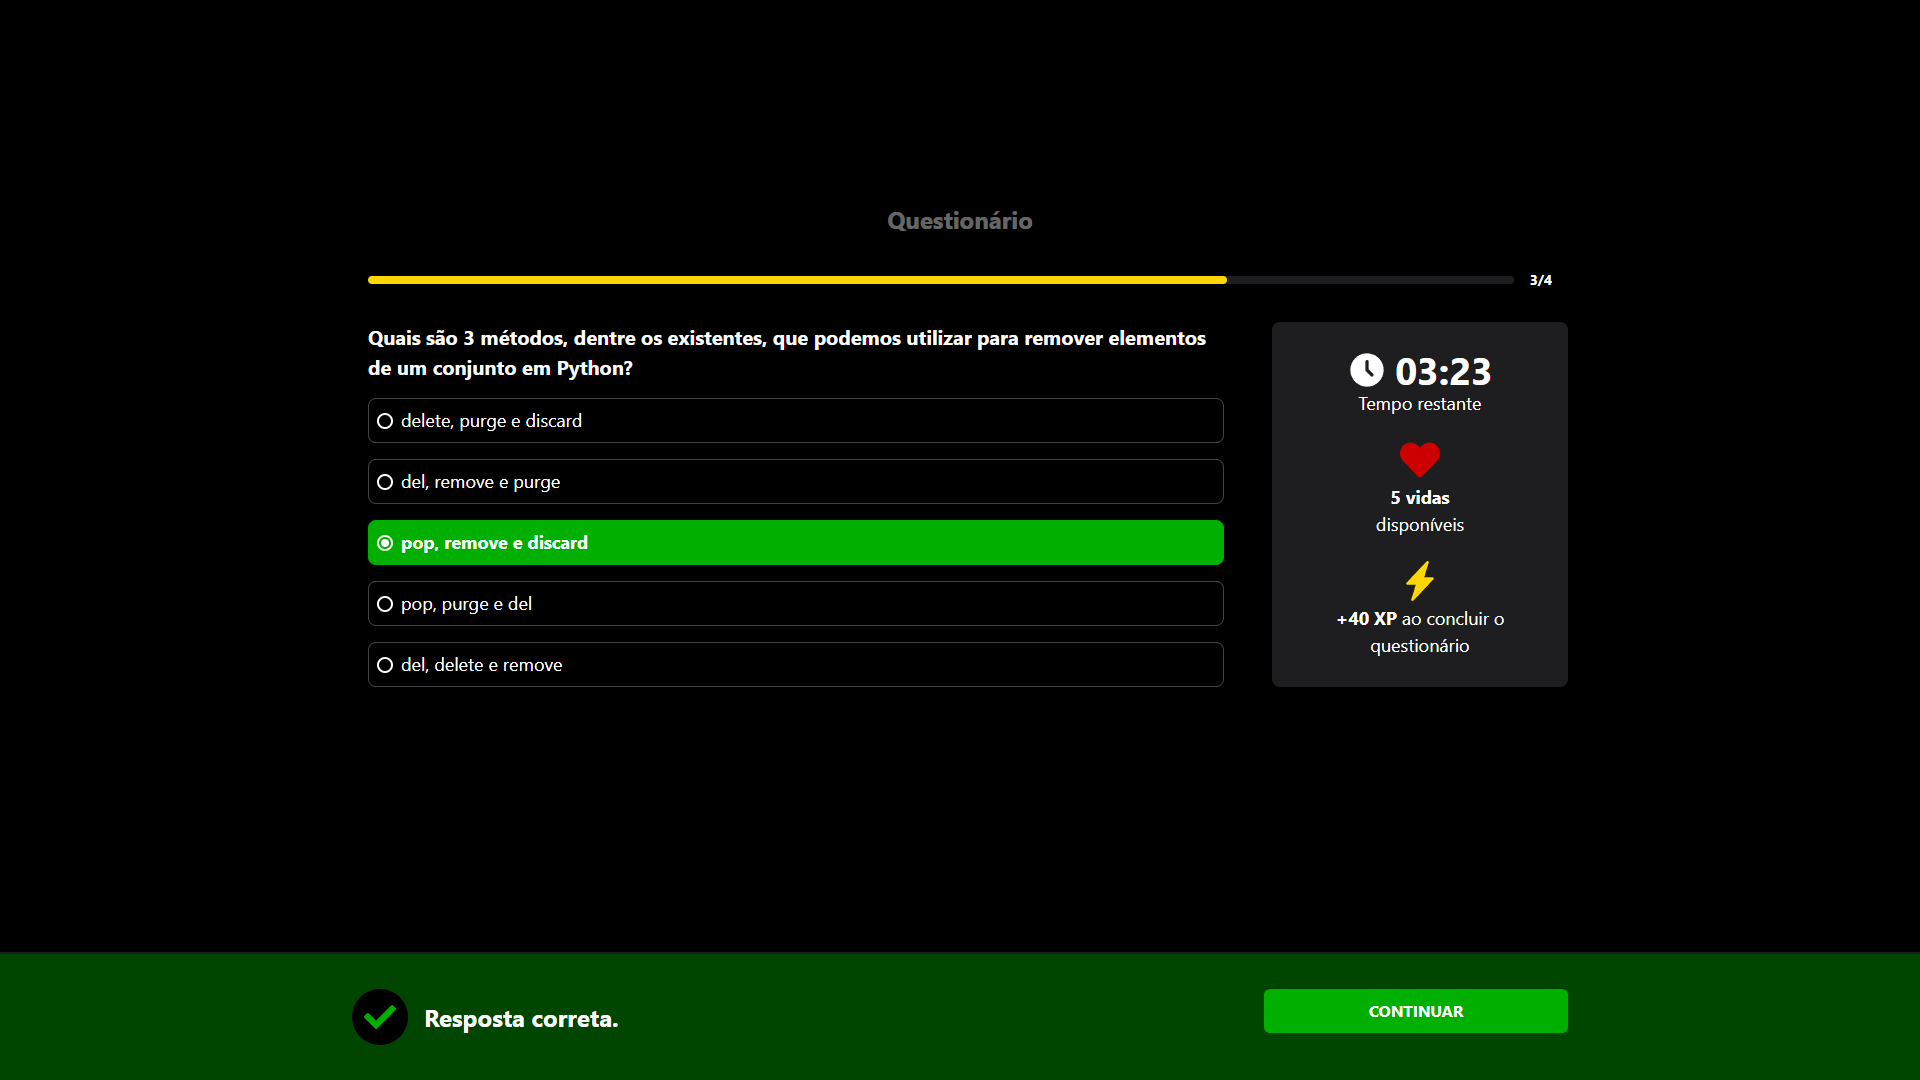 Questionário
3/4
Quais são 3 métodos, dentre os existentes, que podemos utilizar para remover elementos
de um conjunto em Python?
delete, purge e discard
del, remove e purge
pop, remove e discard
pop, purge e del
del, delete e remove
03:23
Tempo restante
5 vidas
disponíveis
+40 XP ao concluir o
questionário
Resposta correta.
CONTINUAR